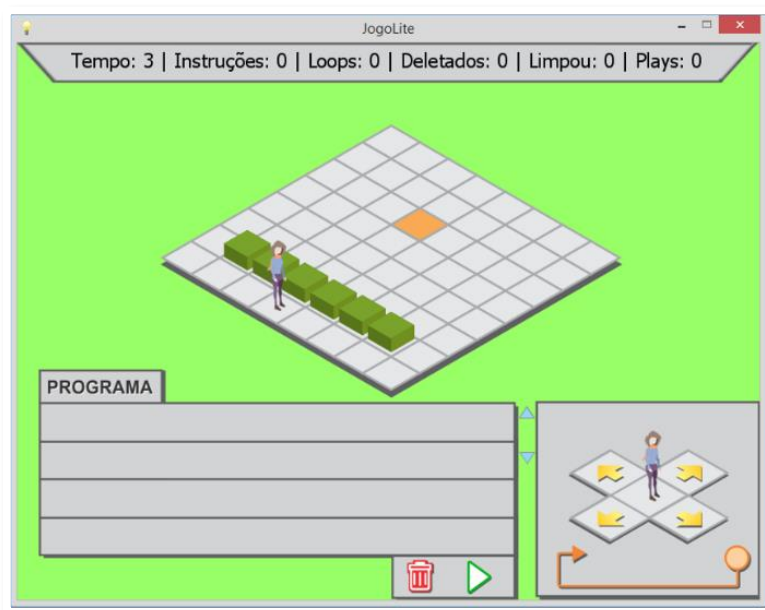 JogoLite
Tempo: 3 | Instruções: 0 | Loops: 0 | Deletados: 0 | Limpou: 0 | Plays: 0
PROGRAMA